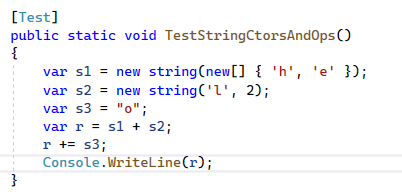 [Test]
public static void TestStringCtorsAndOps()
{
    var s1 = new string(new[] { 'h', 'e' });
    var s2 = new string('l', 2);
    var s3 = "o";
    var r = s1 + s2;
    r += s3;
    Console.WriteLine(r);
}